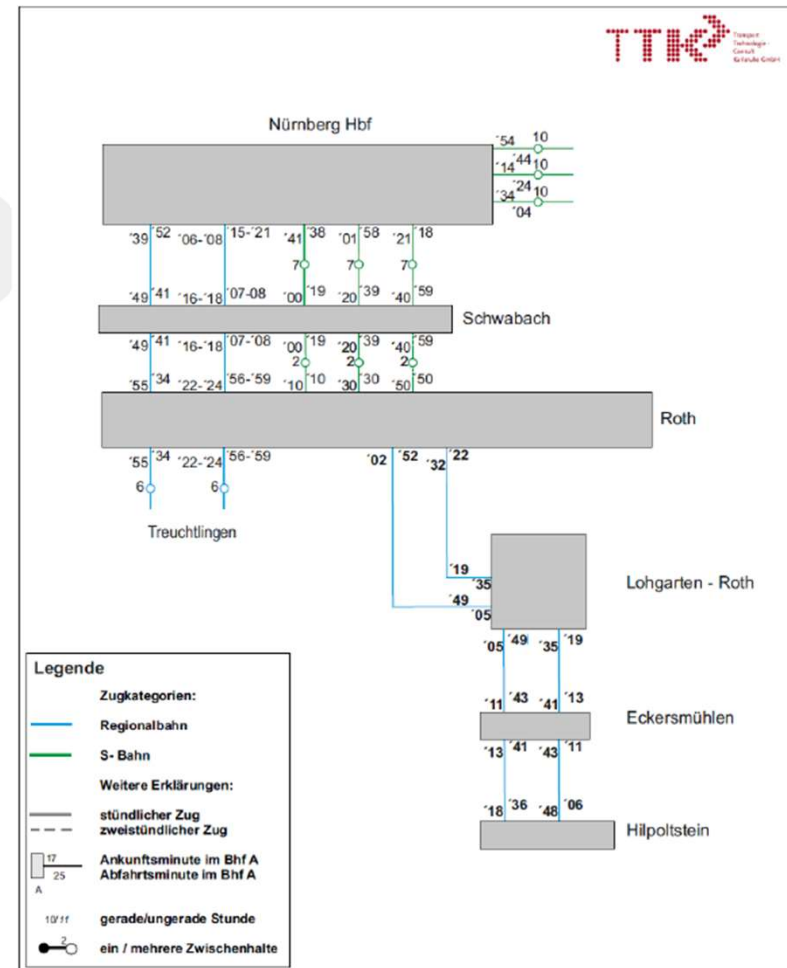 TTK
Transport
Technologie-
Consult
Karlsruhe GmbH
Nürnberg Hbf
´54 10
´44 10
´14
´24 10
´34
´04
´39 ´52 ´06-´08 ´15-´21 ´41 ´38 ´01 ´58 ´21 ´18
7 7 7
´49 ´41 ´16-´18 ´07-08 ´00 ´19 ´20 ´39 ´40 ´59
Schwabach
´49 ´41 ´16-´18 ´07-´08 ´00 ´19 ´20 ´39 ´40 ´59
2 2 2
´55 ´34 ´22-´24 ´56-´59 ´10 ´10 ´30 ´30 ´50 ´50
Roth
´55 ´34 ´22-´24 ´56-´59 ´02 ´52 ´32 ´22
6 6
Treuchtlingen
´19
´35
´49
´05
Lohgarten - Roth
´05 ´49 ´35 ´19
´11 ´43 ´41 ´13
Eckersmühlen
´13 ´41 ´43 ´11
´18 ´36 ´48 ´06
Hilpoltstein
Legende
Zugkategorien:
Regionalbahn
S- Bahn
Weitere Erklärungen:
stündlicher Zug
zweistündlicher Zug
17 Ankunftsminute im Bhf A
25 Abfahrtsminute im Bhf A
A
10/11 gerade/ungerade Stunde
2 ein / mehrere Zwischenhalte